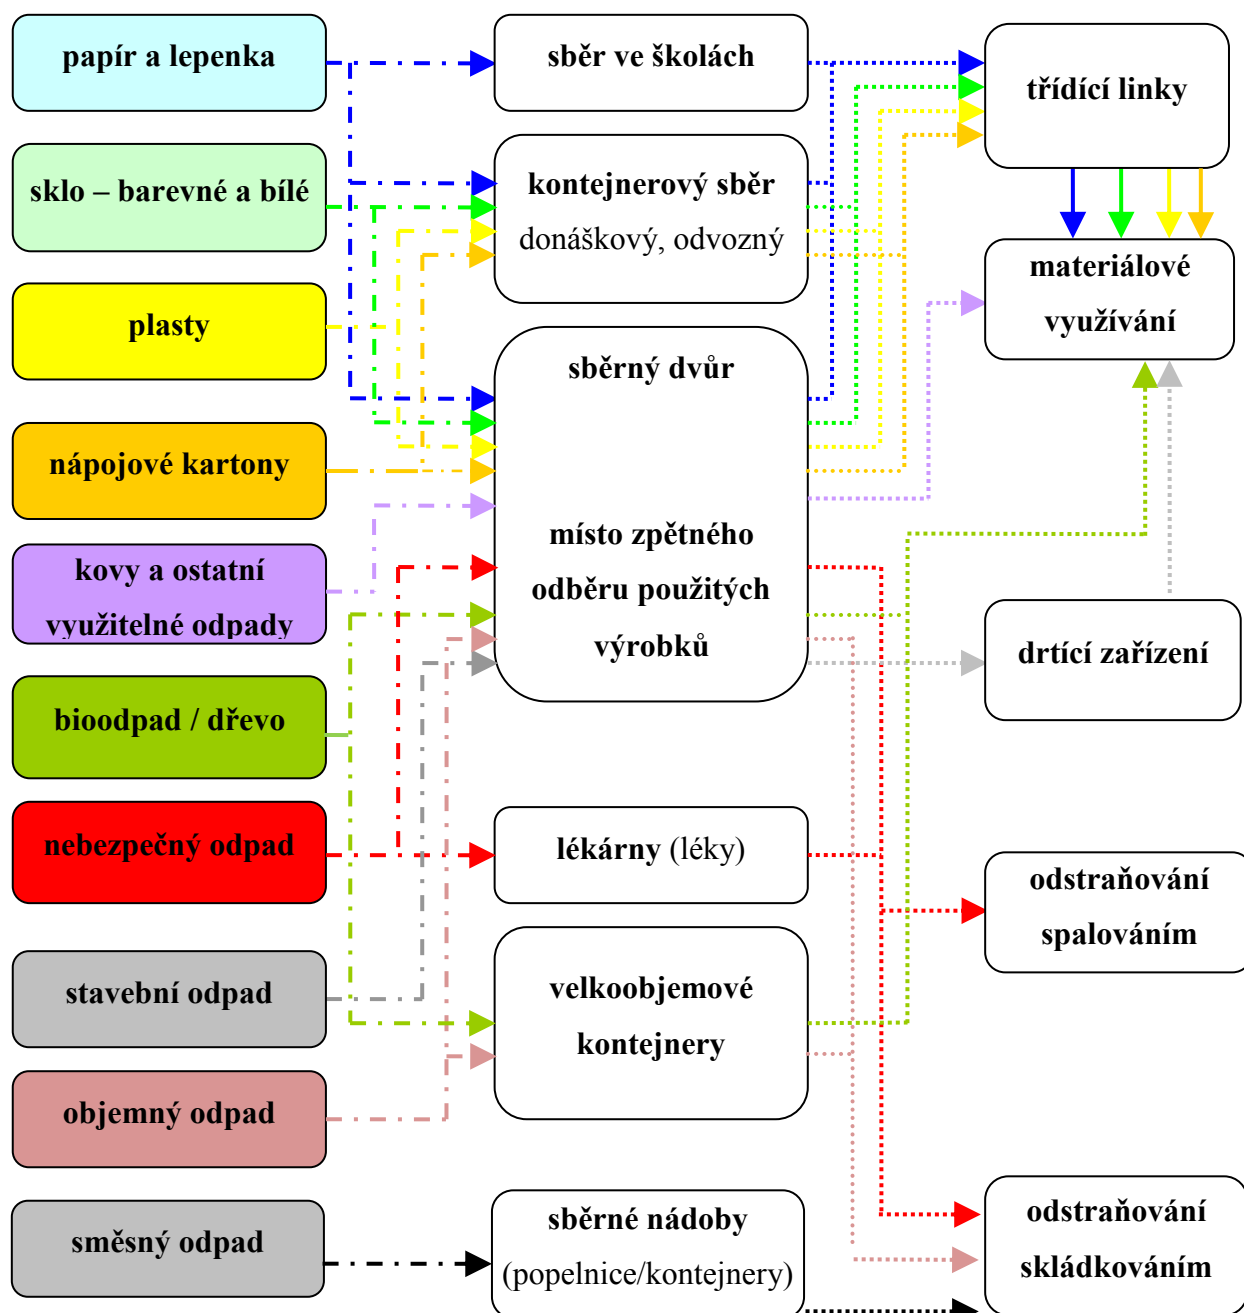 papír a lepenka
sklo – barevné a bílé
plasty
nápojové kartony
kovy a ostatní
využitelné odpady
bioodpad / dřevo
nebezpečný odpad
stavební odpad
objemný odpad
směsný odpad
sběr ve školách
kontejnerový sběr
donáškový, odvozný
sběrný dvůr
místo zpětného
odběru použitých
výrobků
lékárny (léky)
velkoobjemové
kontejnery
sběrné nádoby
(popelnice/kontejnery)
třídící linky
materiálové
využívání
drtící zařízení
odstraňování
spalováním
odstraňování
skládkováním